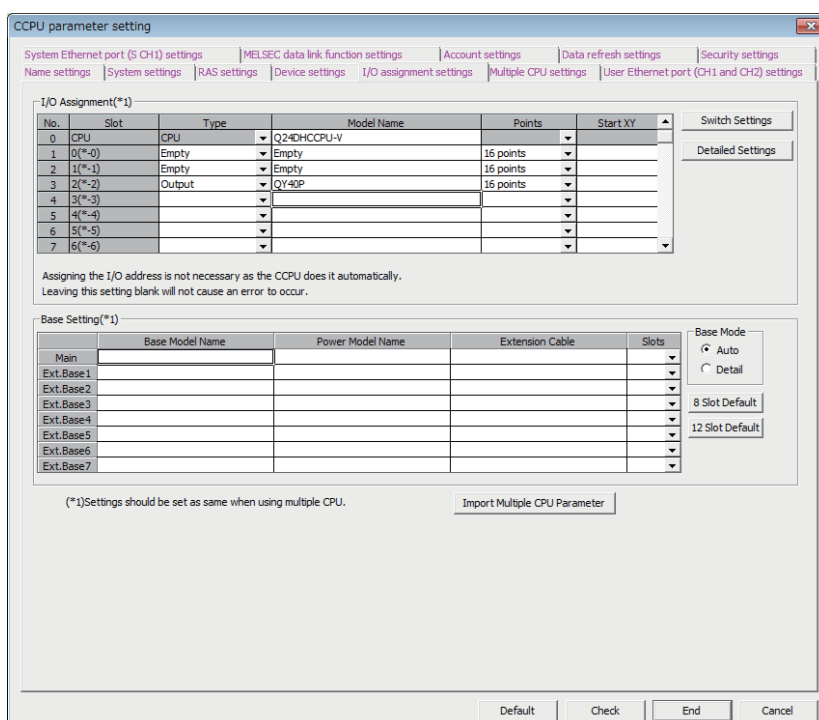 CCPU parameter setting
System Ethernet port (S CH1) settings MELSEC data link function settings Account settings Data refresh settings Security settings
Name settings System settings RAS settings Device settings I/O assignment settings Multiple CPU settings User Ethernet port (CH1 and CH2) settings
I/O Assignment(*1)
No. Slot Type Model Name Points Start XY
0 CPU CPU Q24DHCCPU-V
1 0(*-0) Empty Empty 16 points
2 1(*-1) Empty Empty 16 points
3 2(*-2) Output QY40P 16 points
4 3(*-3)
5 4(*-4)
6 5(*-5)
7 6(*-6)
Switch Settings
Detailed Settings
Assigning the I/O address is not necessary as the CCPU does it automatically.
Leaving this setting blank will not cause an error to occur.
Base Setting(*1)
Base Model Name Power Model Name Extension Cable Slots
Main
Ext.Base1
Ext.Base2
Ext.Base3
Ext.Base4
Ext.Base5
Ext.Base6
Ext.Base7
Base Mode
Auto
Detail
8 Slot Default
12 Slot Default
(*1)Settings should be set as same when using multiple CPU.
Import Multiple CPU Parameter
Default Check End Cancel